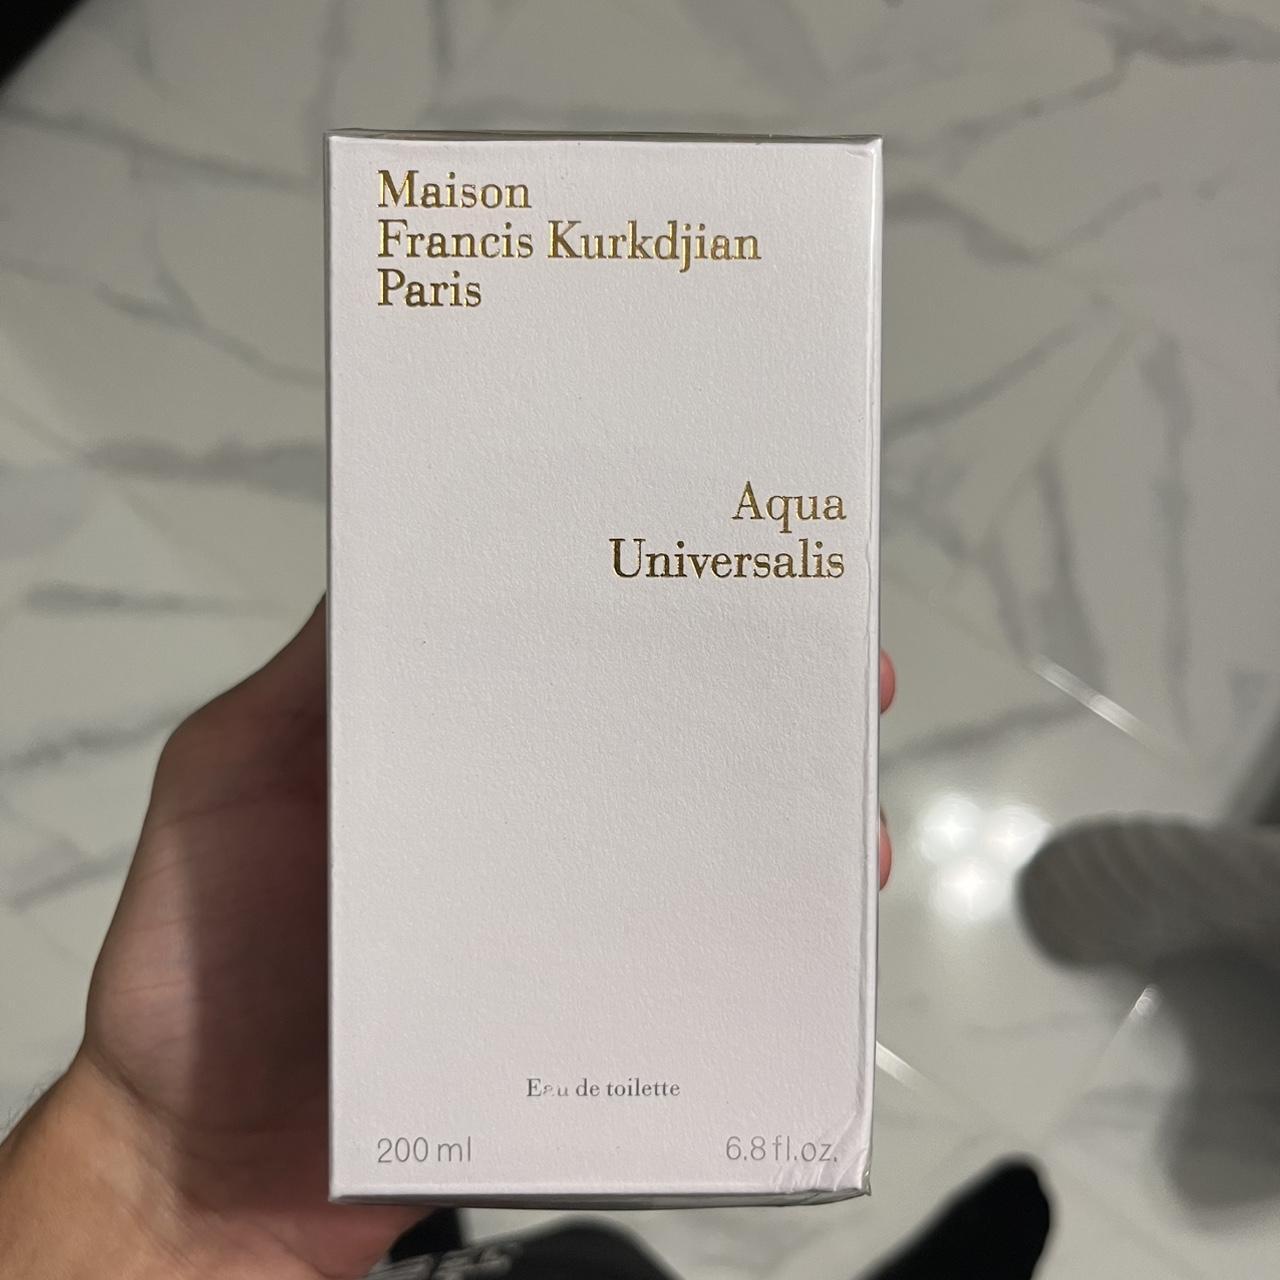 Maison
Francis Kurkdjian
Paris
Aqua
Universalis
Eau de toilette
200 ml
6.8 fl.oz.